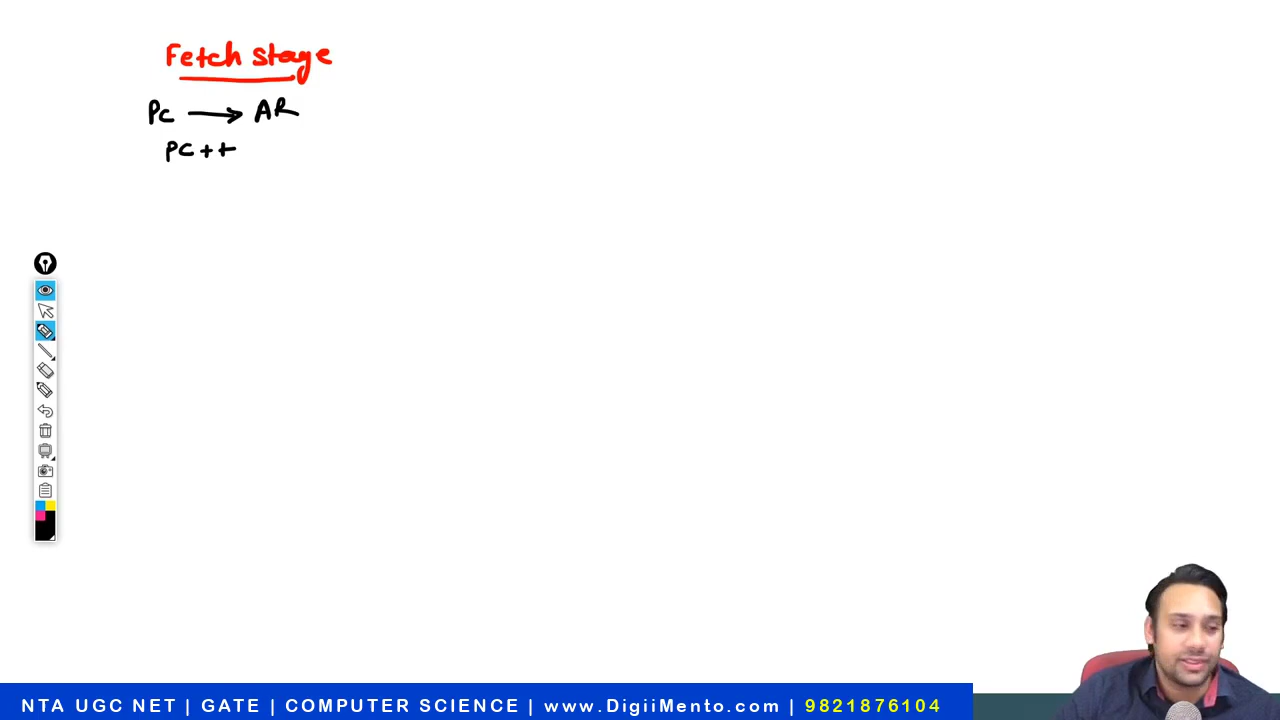 Fetch stage
PC → AR
PC++
NTA UGC NET | GATE | COMPUTER SCIENCE | www.DigiiMento.com | 9821876104